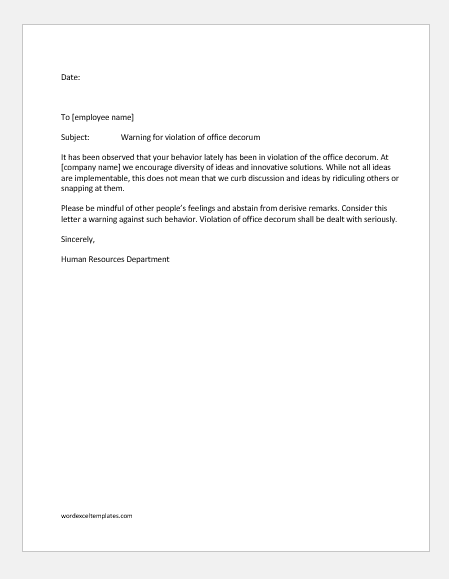 Date:
To [employee name]
Subject: Warning for violation of office decorum
It has been observed that your behavior lately has been in violation of the office decorum. At
[company name] we encourage diversity of ideas and innovative solutions. While not all ideas
are implementable, this does not mean that we curb discussion and ideas by ridiculing others or
snapping at them.
Please be mindful of other people's feelings and abstain from derisive remarks. Consider this
letter a warning against such behavior. Violation of office decorum shall be dealt with seriously.
Sincerely,
Human Resources Department
wordexceltemplates.com